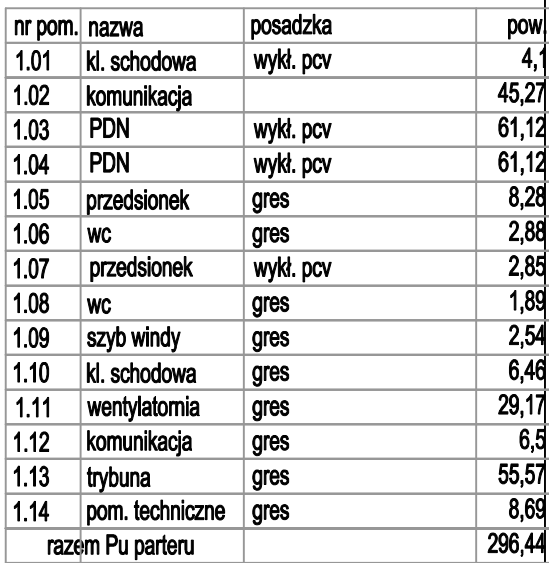 nr pom. nazwa posadzka pow.
1.01 kl. schodowa wykł. pcv 4,1
1.02 komunikacja 45,27
1.03 PDN wykł. pcv 61,12
1.04 PDN wykł. pcv 61,12
1.05 przedsionek gres 8,28
1.06 wc gres 2,88
1.07 przedsionek wykł. pcv 2,85
1.08 wc gres 1,89
1.09 szyb windy gres 2,54
1.10 kl. schodowa gres 6,46
1.11 wentylatornia gres 29,17
1.12 komunikacja gres 6,5
1.13 trybuna gres 55,57
1.14 pom. techniczne gres 8,69
razem Pu parteru 296,44